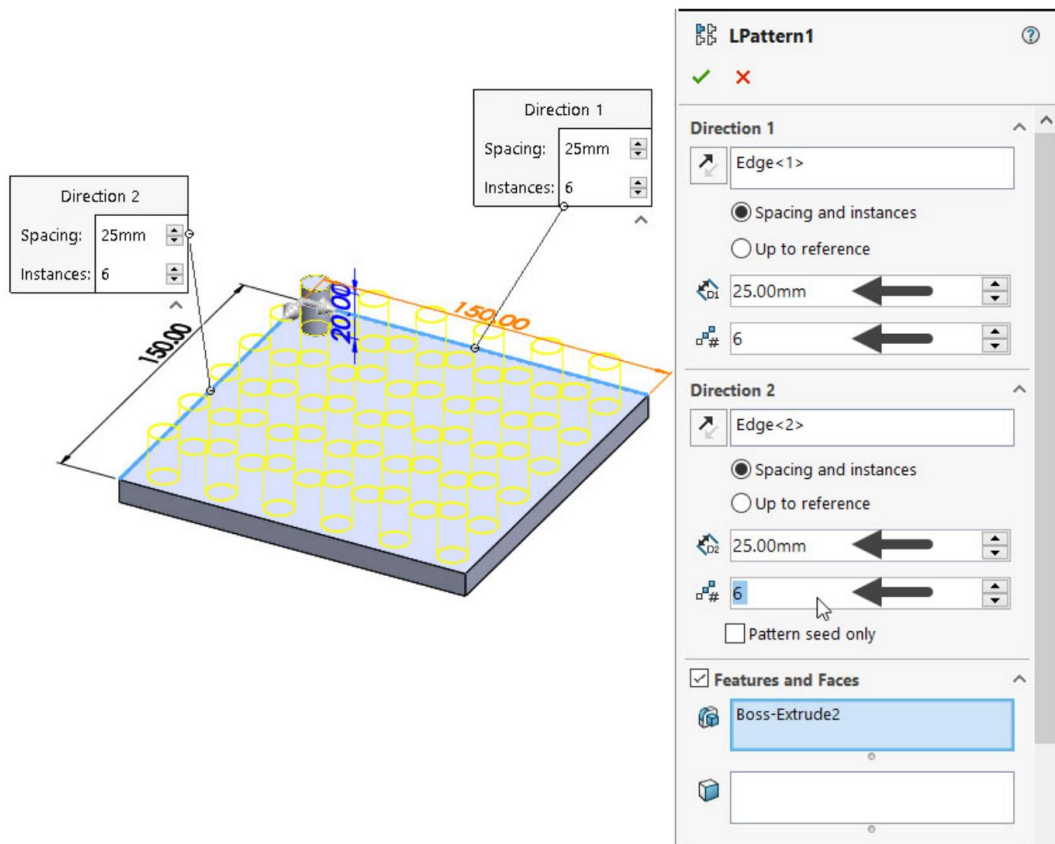 Direction 1
Spacing: 25mm
Instances: 6
Direction 2
Spacing: 25mm
Instances: 6
150.00
20.00
150.00
LPattern1
Direction 1
Edge<1>
Spacing and instances
Up to reference
D1 25.00mm
# 6
Direction 2
Edge<2>
Spacing and instances
Up to reference
D2 25.00mm
# 6
Pattern seed only
Features and Faces
Boss-Extrude2